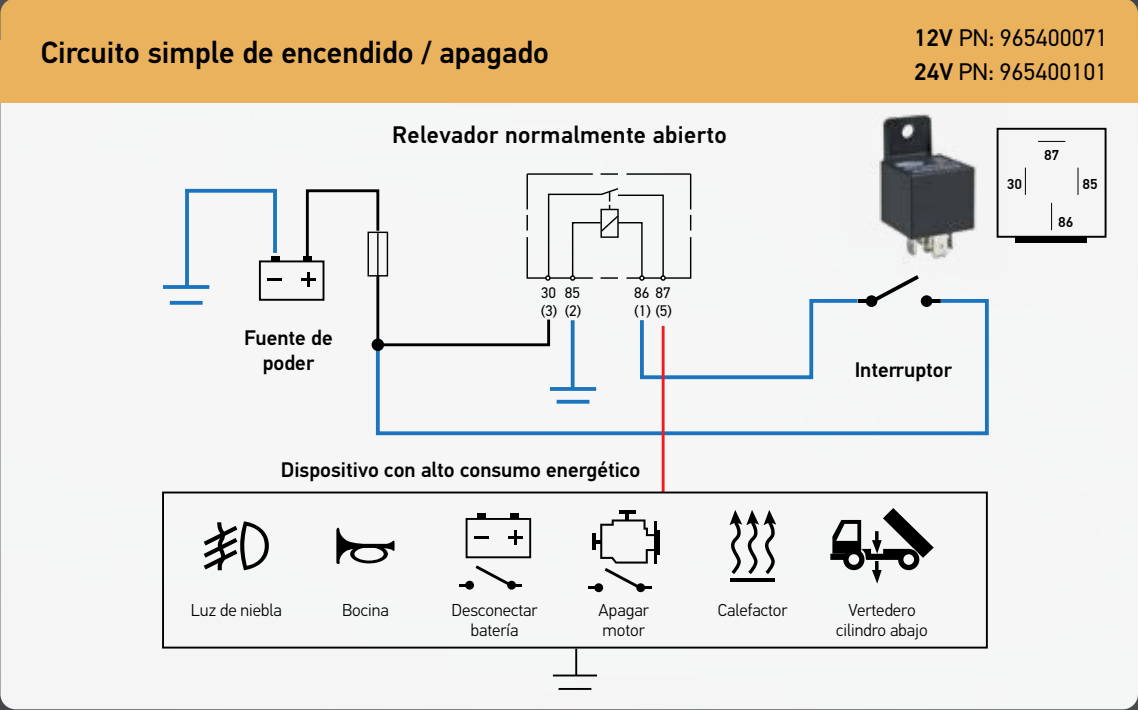 Circuito simple de encendido / apagado
12V PN: 965400071
24V PN: 965400101
Relevador normalmente abierto
87
30
85
86
30 85 86 87
(3) (2) (1) (5)
Fuente de
poder
Interruptor
Dispositivo con alto consumo energético
Luz de niebla
Bocina
Desconectar
batería
Apagar
motor
Calefactor
Vertedero
cilindro abajo